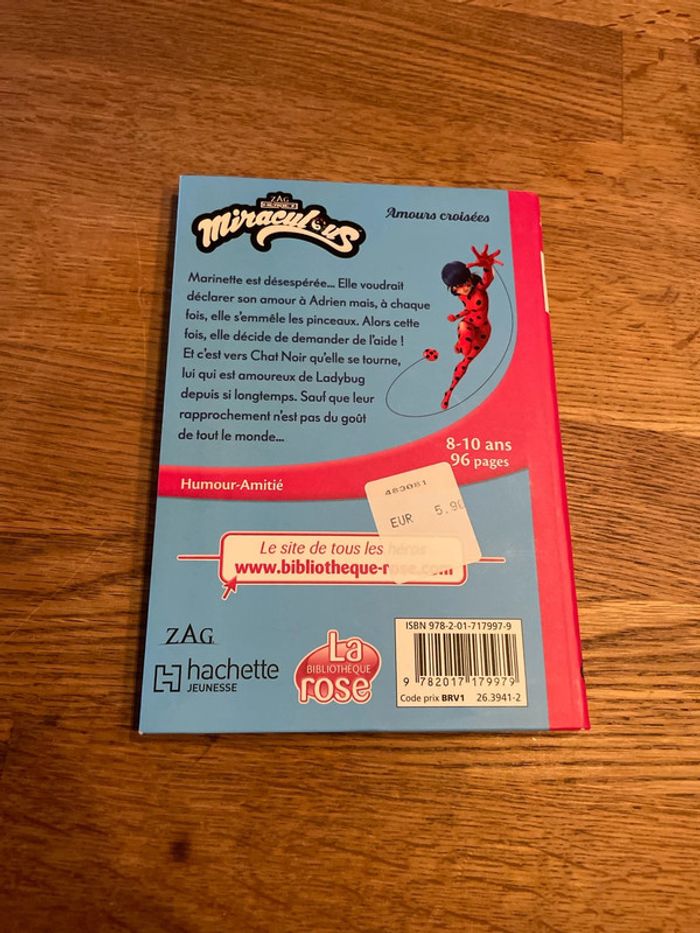 ZAG
Miraculous
Amours croisées
Marinette est désespérée... Elle voudrait
déclarer son amour à Adrien mais, à chaque
fois, elle s'emmêle les pinceaux. Alors cette
fois, elle décide de demander de l'aide !
Et c'est vers Chat Noir qu'elle se tourne,
lui qui est amoureux de Ladybug
depuis si longtemps. Sauf que leur
rapprochement n'est pas du goût
de tout le monde...
8-10 ans
96 pages
Humour-Amitié
483081
EUR 5.90
Le site de tous les héros
www.bibliotheque-rose.com
ZAG
hachette
JEUNESSE
La
BIBLIOTHÈQUE
rose
ISBN 978-2-01-717997-9
9 782017 179979
Code prix BRV1 26.3941-2